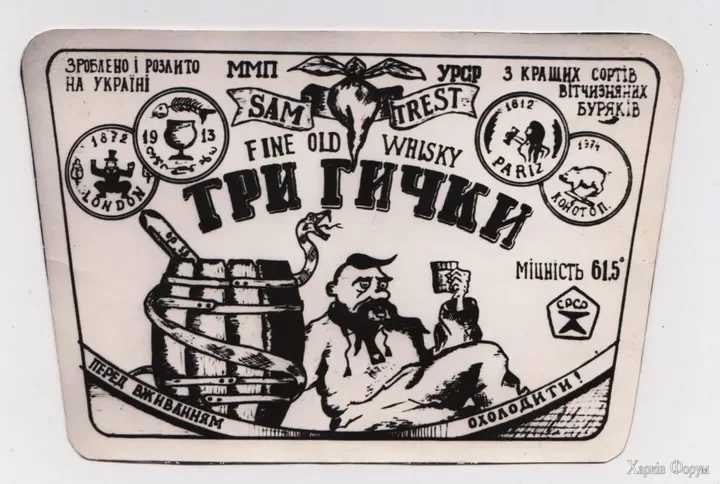 ЗРОБЛЕНО І РОЗЛИТО
НА УКРАЇНІ
ММП
УРСР
З КРАЩИХ СОРТІВ
ВІТЧИЗНЯНИХ
БУРЯКІВ
SAM
TREST
FINE OLD WHISKY
ТРИ ГИЧКИ
1872
LONDON
19 13
1812
PARIZ
1374
КОНОТОП.
МІЦНІСТЬ 61.5°
СРСР
ПЕРЕД ВЖИВАННЯМ
ОХОЛОДИТИ!
Харків Форум